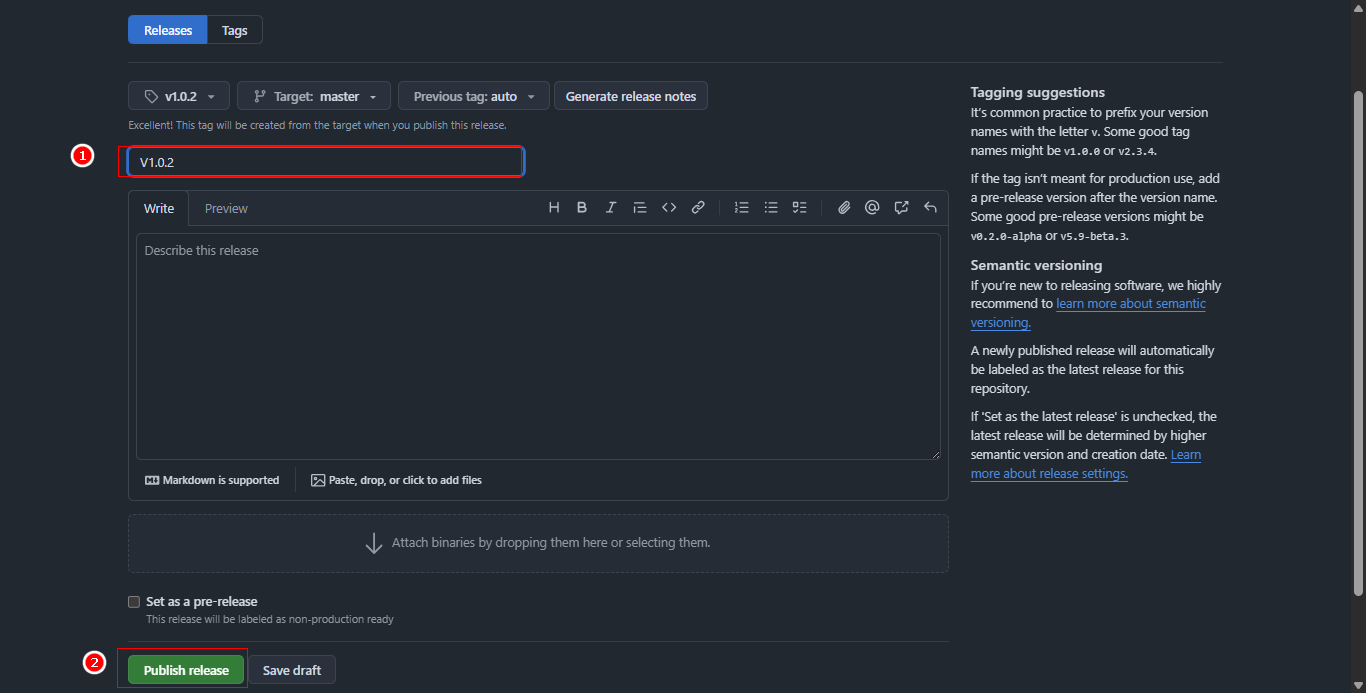 Releases Tags
v1.0.2 Target: master Previous tag: auto Generate release notes
Excellent! This tag will be created from the target when you publish this release.
1
V1.0.2
Write Preview H B I
Describe this release
Markdown is supported Paste, drop, or click to add files
Attach binaries by dropping them here or selecting them.
Set as a pre-release
This release will be labeled as non-production ready
2
Publish release Save draft
Tagging suggestions
It's common practice to prefix your version
names with the letter v. Some good tag
names might be v1.0.0 or v2.3.4.
If the tag isn't meant for production use, add
a pre-release version after the version name.
Some good pre-release versions might be
v0.2.0-alpha or v5.9-beta.3.
Semantic versioning
If you're new to releasing software, we highly
recommend to learn more about semantic
versioning.
A newly published release will automatically
be labeled as the latest release for this
repository.
If 'Set as the latest release' is unchecked, the
latest release will be determined by higher
semantic version and creation date. Learn
more about release settings.